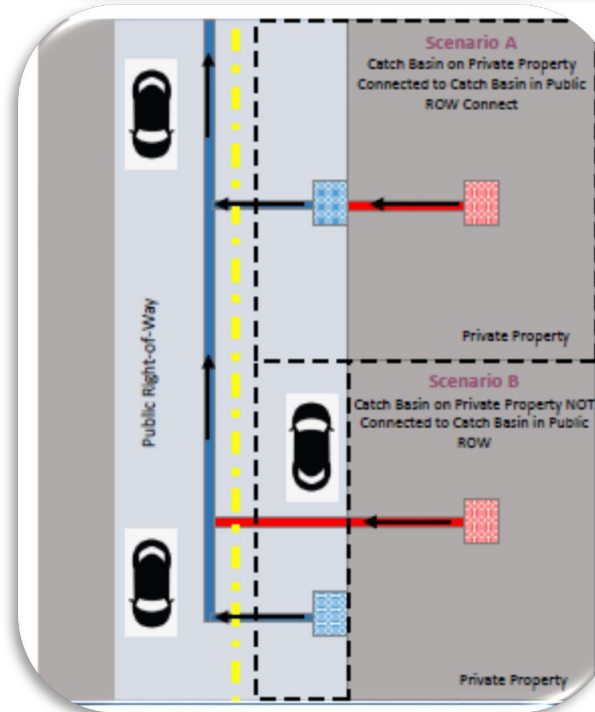 Scenario A
Catch Basin on Private Property
Connected to Catch Basin in Public
ROW Connect
Private Property
Public Right-of-Way
Scenario B
Catch Basin on Private Property NOT
Connected to Catch Basin in Public
ROW
Private Property